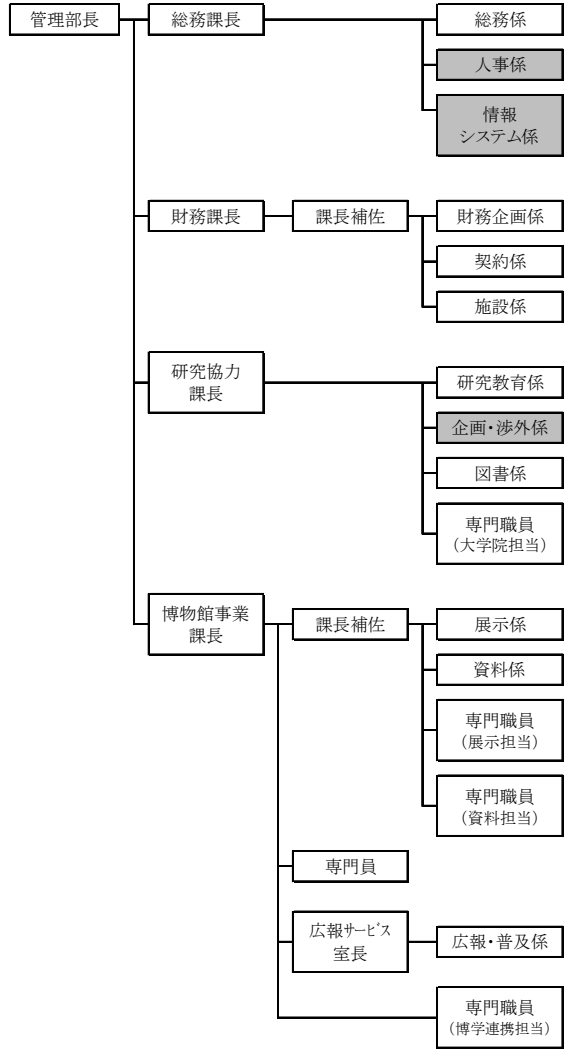 管理部長
総務課長
総務係
人事係
情報
システム係
財務課長
課長補佐
財務企画係
契約係
施設係
研究協力
課長
研究教育係
企画・渉外係
図書係
専門職員
（大学院担当）
博物館事業
課長
課長補佐
展示係
資料係
専門職員
（展示担当）
専門職員
（資料担当）
専門員
広報ｻｰﾋﾞｽ
室長
広報・普及係
専門職員
（博学連携担当）